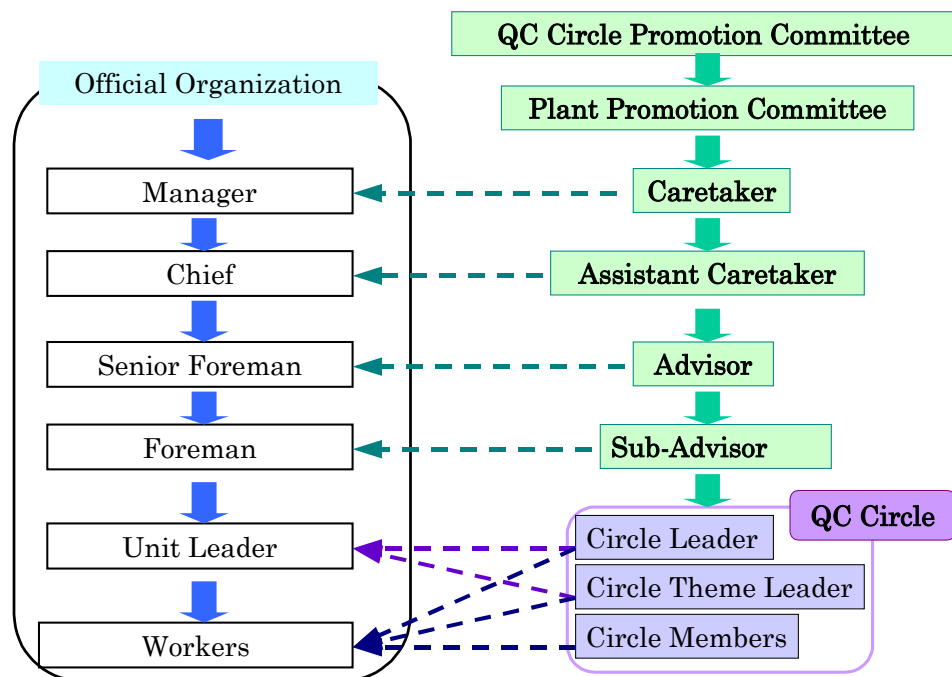 QC Circle Promotion Committee
Official Organization
Plant Promotion Committee
Manager
Caretaker
Chief
Assistant Caretaker
Senior Foreman
Advisor
Foreman
Sub-Advisor
QC Circle
Unit Leader
Circle Leader
Circle Theme Leader
Workers
Circle Members